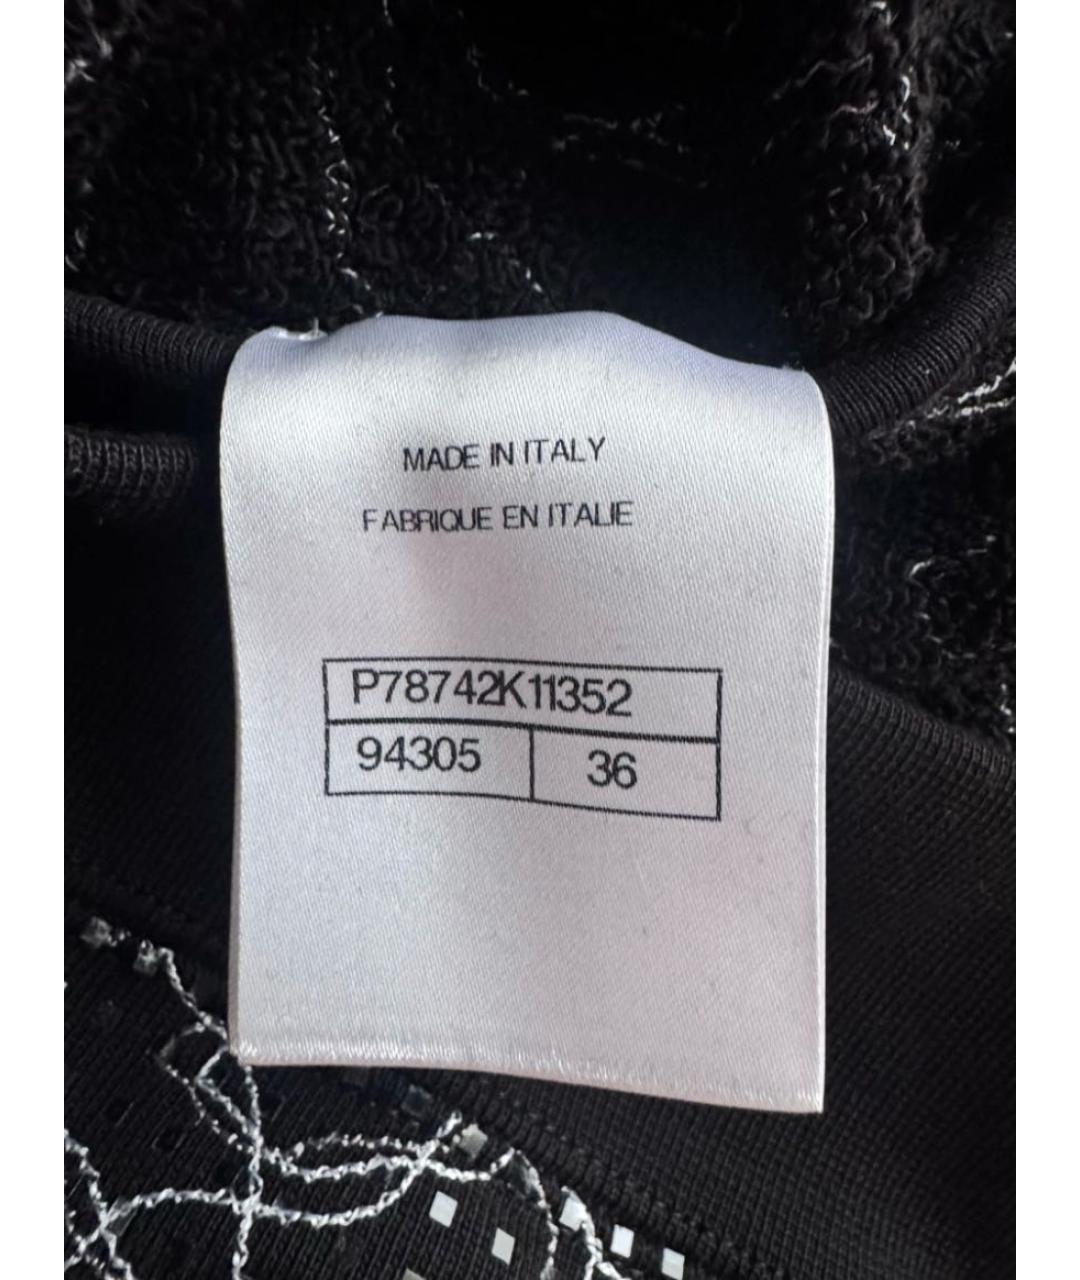 MADE IN ITALY
FABRIQUE EN ITALIE
P78742K11352
94305 36